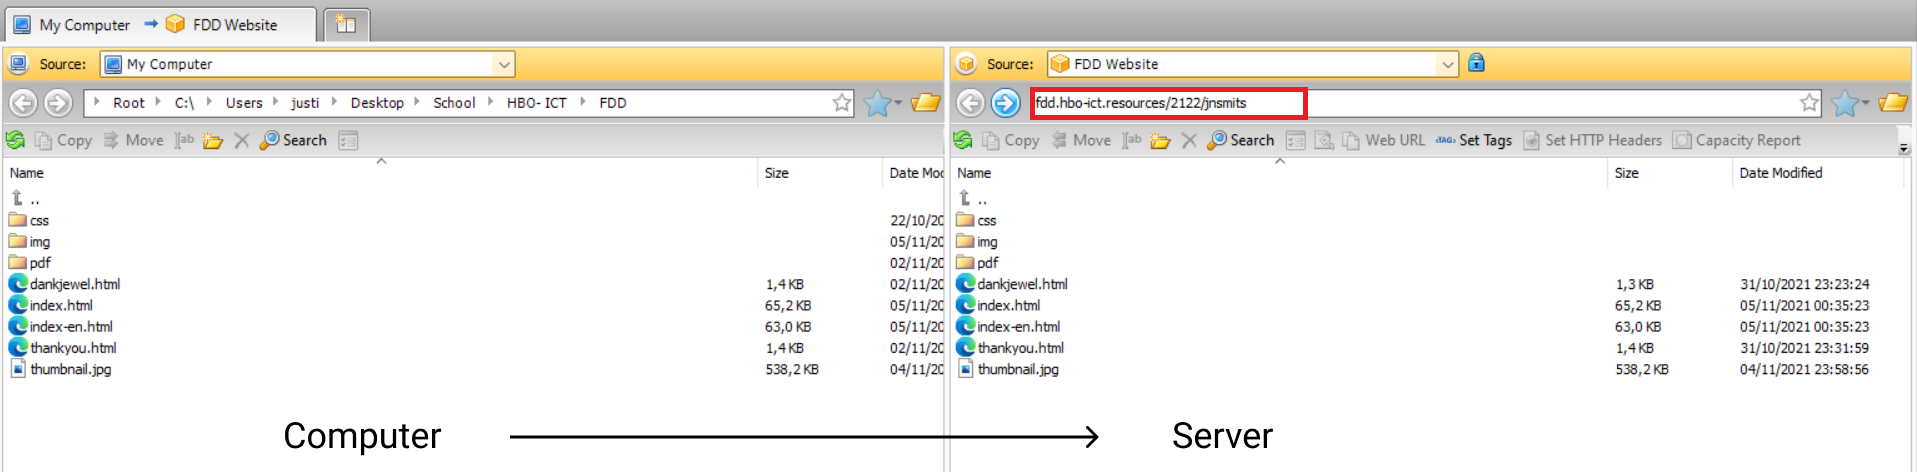 My Computer FDD Website
Source: My Computer
Root C:\ Users justi Desktop School HBO- ICT FDD
Copy Move ab Search
Name Size Date Mod
..
css 22/10/20
img 05/11/20
pdf 02/11/20
dankjewel.html 1,4 KB 02/11/20
index.html 65,2 KB 05/11/20
index-en.html 63,0 KB 05/11/20
thankyou.html 1,4 KB 02/11/20
thumbnail.jpg 538,2 KB 04/11/20
Source: FDD Website
fdd.hbo-ict.resources/2122/jnsmits
Copy Move ab Search Web URL TAG Set Tags Set HTTP Headers Capacity Report
Name Size Date Modified
..
css
img
pdf
dankjewel.html 1,3 KB 31/10/2021 23:23:24
index.html 65,2 KB 05/11/2021 00:35:23
index-en.html 63,0 KB 05/11/2021 00:35:23
thankyou.html 1,4 KB 31/10/2021 23:31:59
thumbnail.jpg 538,2 KB 04/11/2021 23:58:56
Computer Server